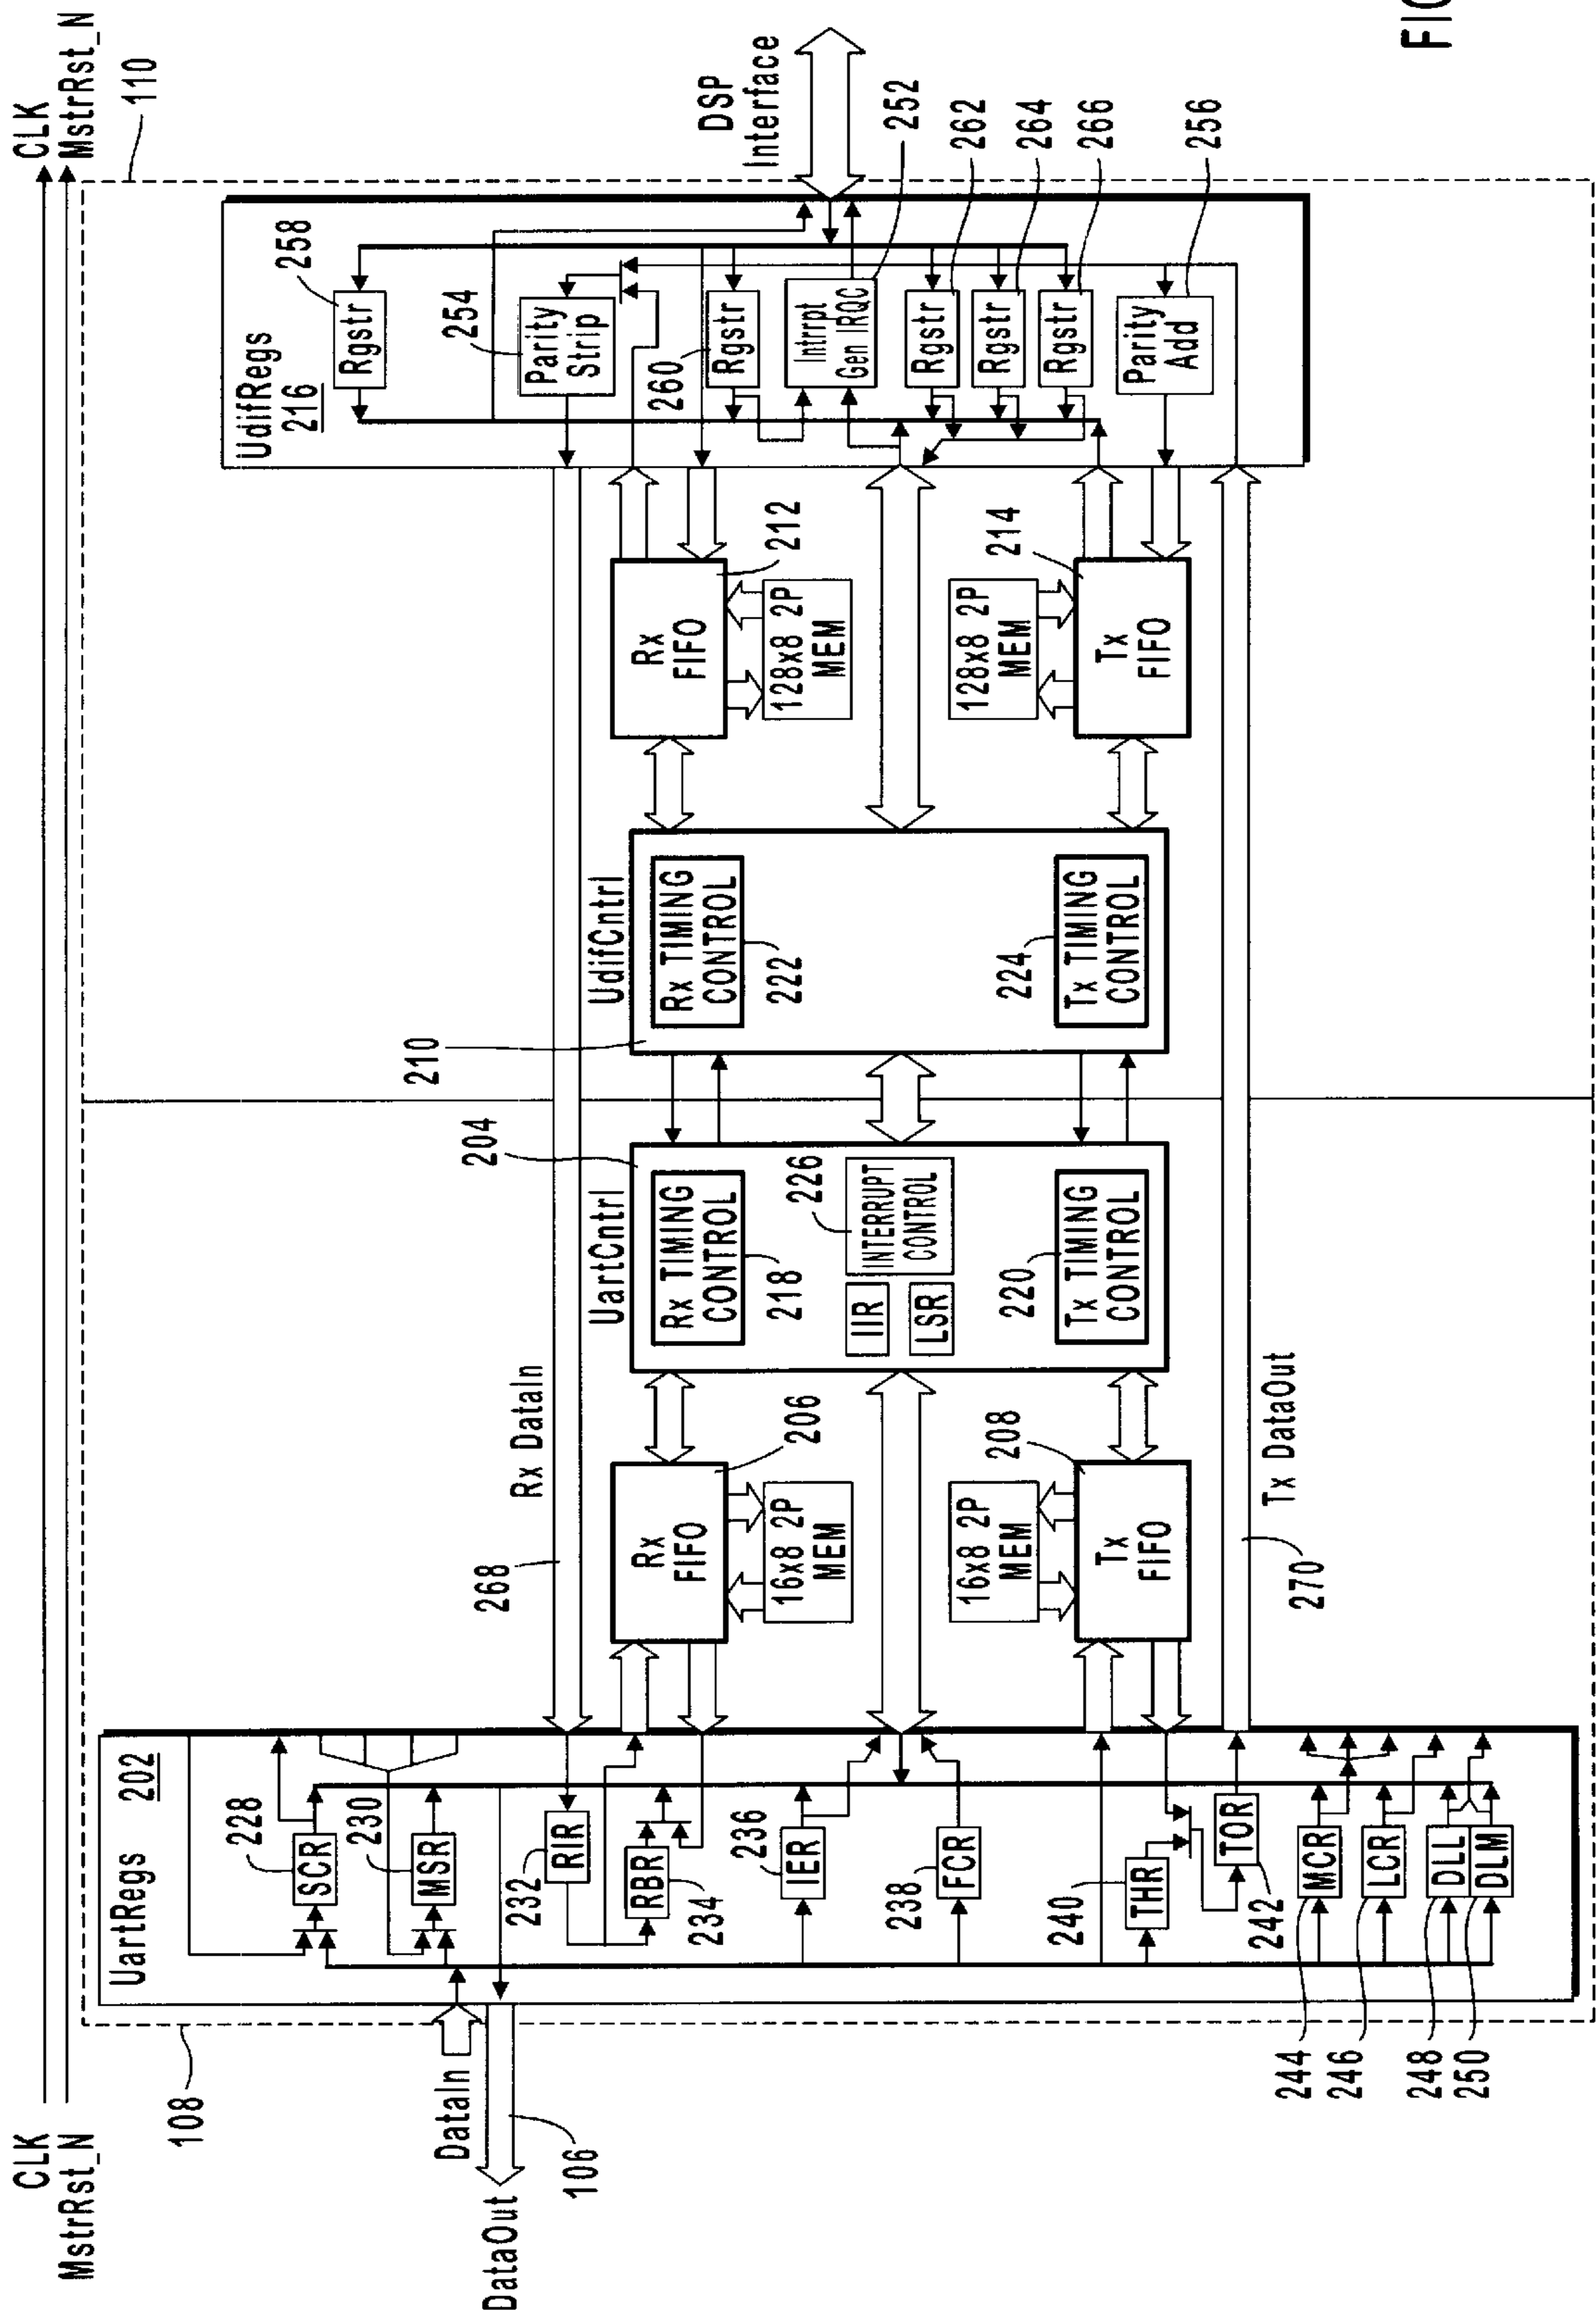 CLK
MstrRst_N
CLK
MstrRst_N
108
110
UartRegs
202
228
SCR
230
MSR
232
RIR
RBR
234
236
IER
238
FCR
240
THR
TOR
242
MCR
LCR
DLL
DLM
244
246
248
250
DataIn
DataOut
106
268
Rx DataIn
Rx
FIFO
206
16x8 2P
MEM
16x8 2P
MEM
208
Tx
FIFO
Tx DataOut
270
204
UartCntrl
Rx TIMING
CONTROL
218
226
INTERRUPT
CONTROL
IIR
LSR
220
Tx TIMING
CONTROL
210
UdifCntrl
Rx TIMING
CONTROL
222
224
Tx TIMING
CONTROL
Rx
FIFO
212
128x8 2P
MEM
128x8 2P
MEM
214
Tx
FIFO
UdifRegs
216
258
Rgstr
254
Parity
Strip
260
Rgstr
Intrrpt
Gen IRQC
Rgstr
Rgstr
Rgstr
Parity
Add
DSP
Interface
252
262
264
266
256